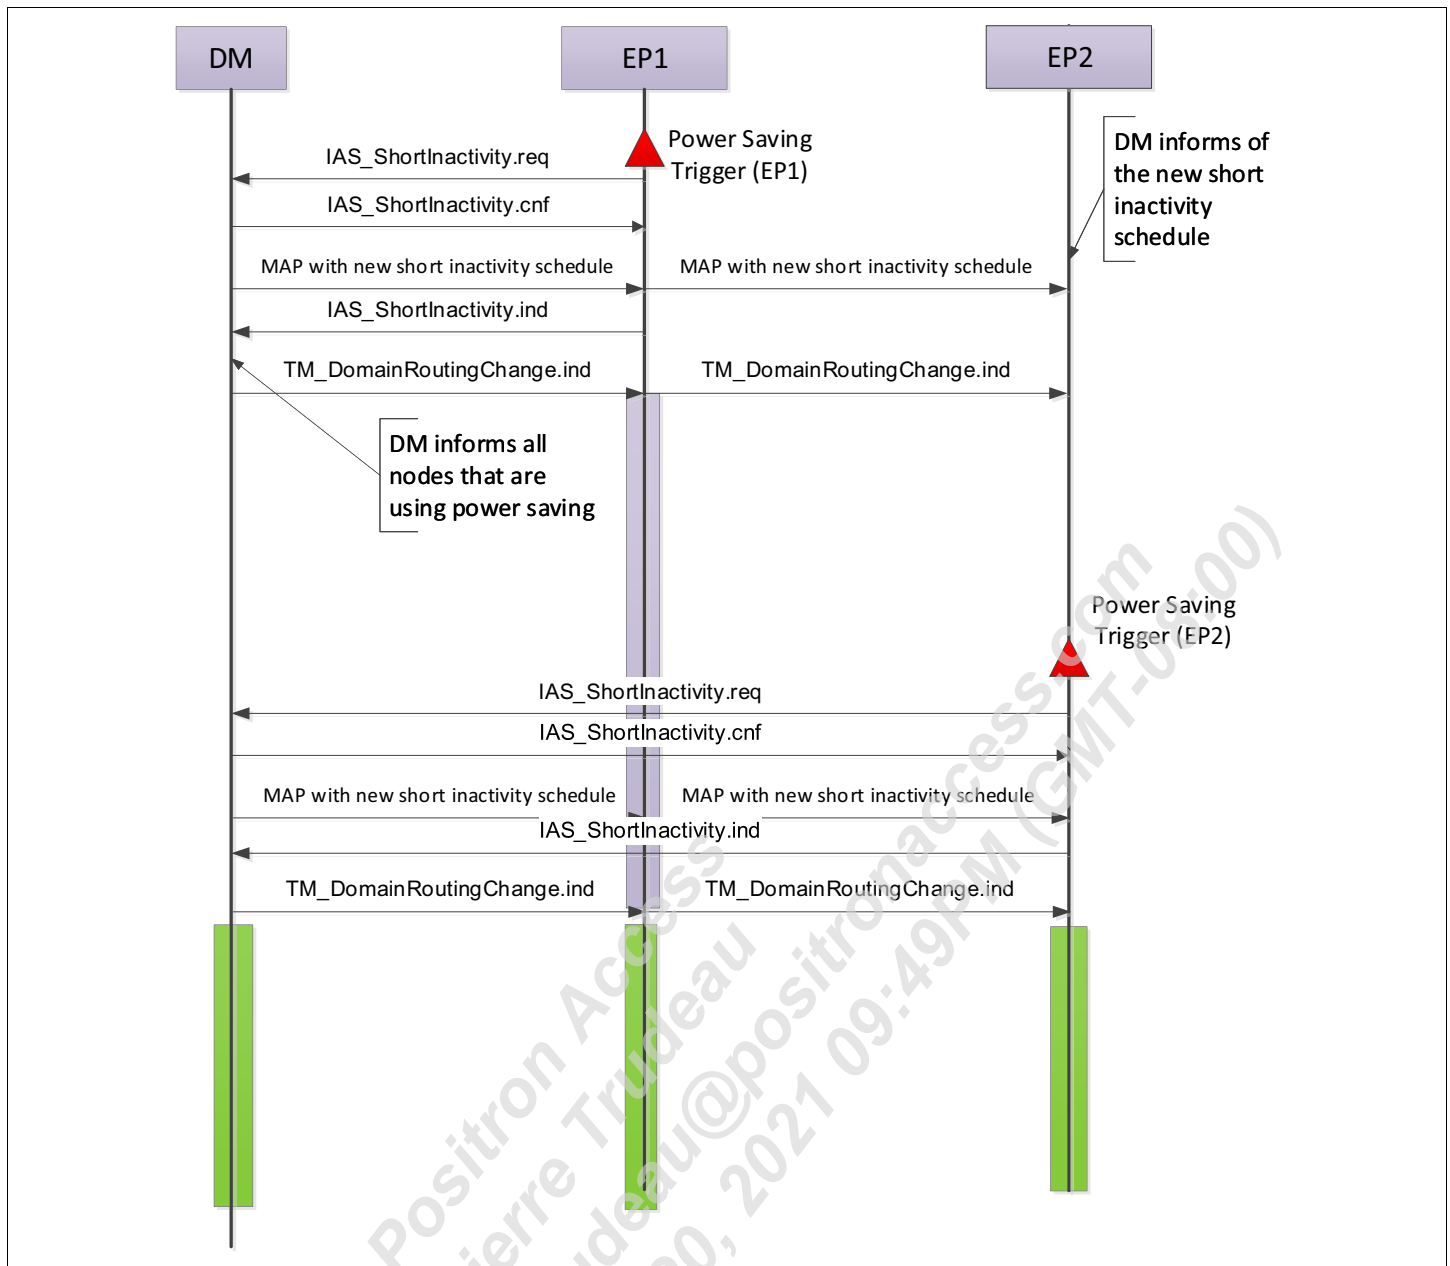 DM
EP1
EP2
Power Saving
Trigger (EP1)
DM informs of
the new short
inactivity
schedule
IAS_ShortInactivity.req
IAS_ShortInactivity.cnf
MAP with new short inactivity schedule
MAP with new short inactivity schedule
IAS_ShortInactivity.ind
TM_DomainRoutingChange.ind
TM_DomainRoutingChange.ind
DM informs all
nodes that are
using power saving
Power Saving
Trigger (EP2)
IAS_ShortInactivity.req
IAS_ShortInactivity.cnf
MAP with new short inactivity schedule
MAP with new short inactivity schedule
IAS_ShortInactivity.ind
TM_DomainRoutingChange.ind
TM_DomainRoutingChange.ind
Positron Access
ierre Trudeau
udeau@positronaccess.com
2021 09:49PM (GMT-08:00)